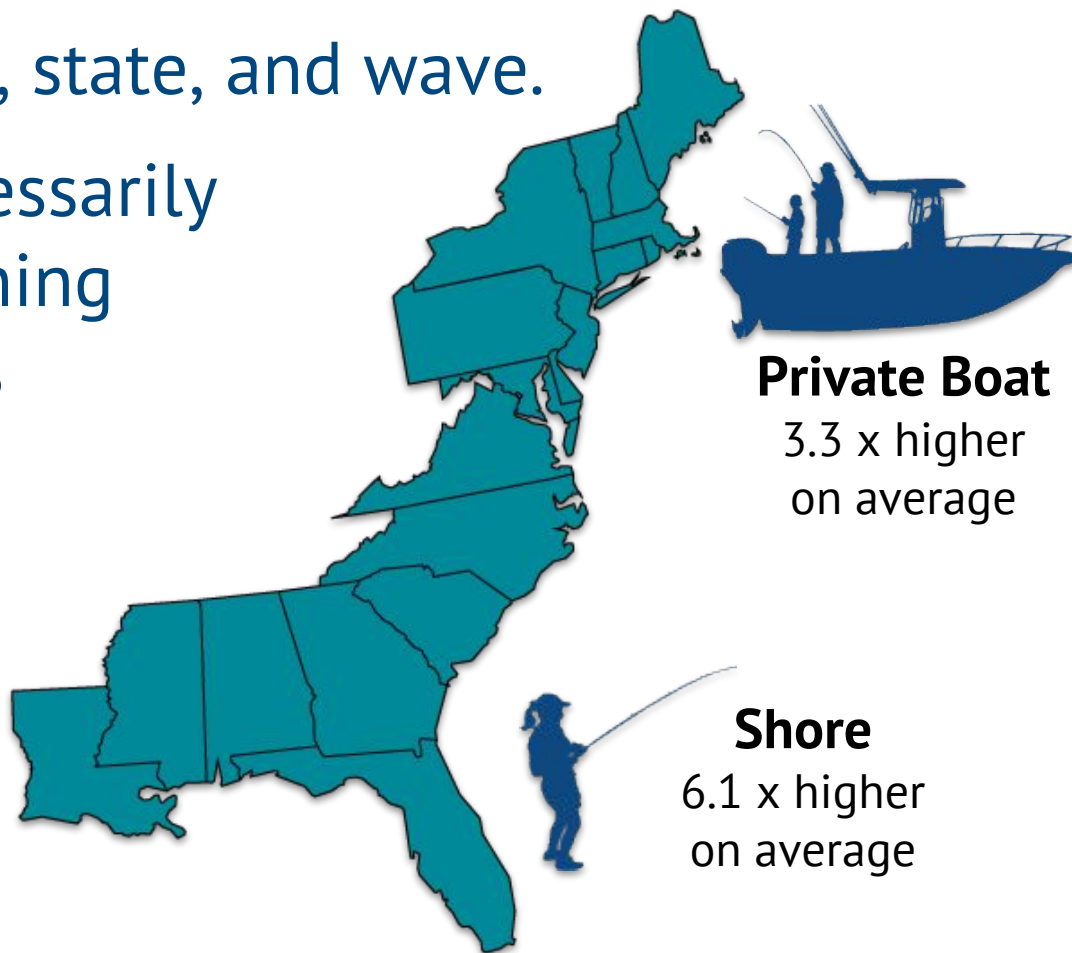 , state, and wave.
essarily
ning
Private Boat
3.3 x higher
on average
Shore
6.1 x higher
on average